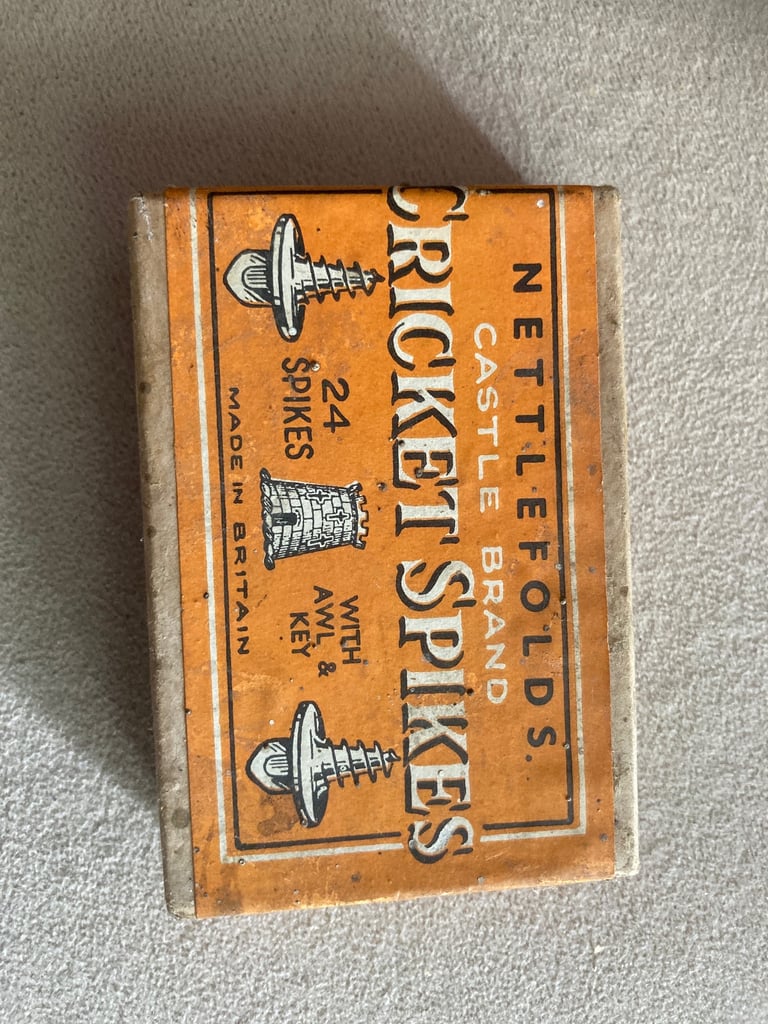 NETTLEFOLDS.
CASTLE BRAND
CRICKET SPIKES
24
SPIKES
WITH
AWL &
KEY
MADE IN BRITAIN